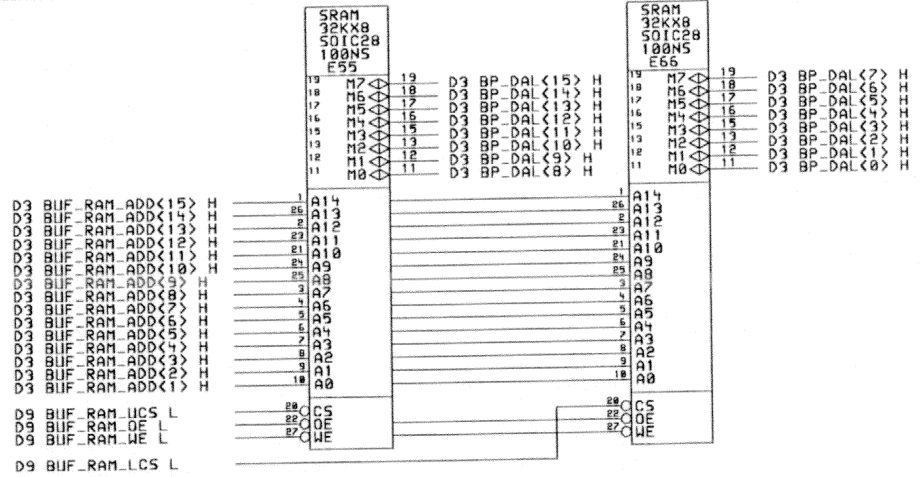 SRAM
32KX8
SOIC28
100NS
E55
19 M7 19 D3 BP_DAL<15> H
18 M6 18 D3 BP_DAL<14> H
17 M5 17 D3 BP_DAL<13> H
16 M4 16 D3 BP_DAL<12> H
15 M3 15 D3 BP_DAL<11> H
13 M2 13 D3 BP_DAL<10> H
12 M1 12 D3 BP_DAL<9> H
11 M0 11 D3 BP_DAL<8> H
SRAM
32KX8
SOIC28
100NS
E66
19 M7 19 D3 BP_DAL<7> H
18 M6 18 D3 BP_DAL<6> H
17 M5 17 D3 BP_DAL<5> H
16 M4 16 D3 BP_DAL<4> H
15 M3 15 D3 BP_DAL<3> H
13 M2 13 D3 BP_DAL<2> H
12 M1 12 D3 BP_DAL<1> H
11 M0 11 D3 BP_DAL<0> H
D3 BUF_RAM_ADD<15> H 1 A14 1 A14
D3 BUF_RAM_ADD<14> H 26 A13 26 A13
D3 BUF_RAM_ADD<13> H 2 A12 2 A12
D3 BUF_RAM_ADD<12> H 23 A11 23 A11
D3 BUF_RAM_ADD<11> H 21 A10 21 A10
D3 BUF_RAM_ADD<10> H 24 A9 24 A9
D3 BUF_RAM_ADD<9> H 25 A8 25 A8
D3 BUF_RAM_ADD<8> H 3 A7 3 A7
D3 BUF_RAM_ADD<7> H 4 A6 4 A6
D3 BUF_RAM_ADD<6> H 5 A5 5 A5
D3 BUF_RAM_ADD<5> H 6 A4 6 A4
D3 BUF_RAM_ADD<4> H 7 A3 7 A3
D3 BUF_RAM_ADD<3> H 8 A2 8 A2
D3 BUF_RAM_ADD<2> H 9 A1 9 A1
D3 BUF_RAM_ADD<1> H 10 A0 10 A0
D9 BUF_RAM_UCS L 20 CS 20 CS
D9 BUF_RAM_OE L 22 OE 22 OE
D9 BUF_RAM_WE L 27 WE 27 WE
D9 BUF_RAM_LCS L